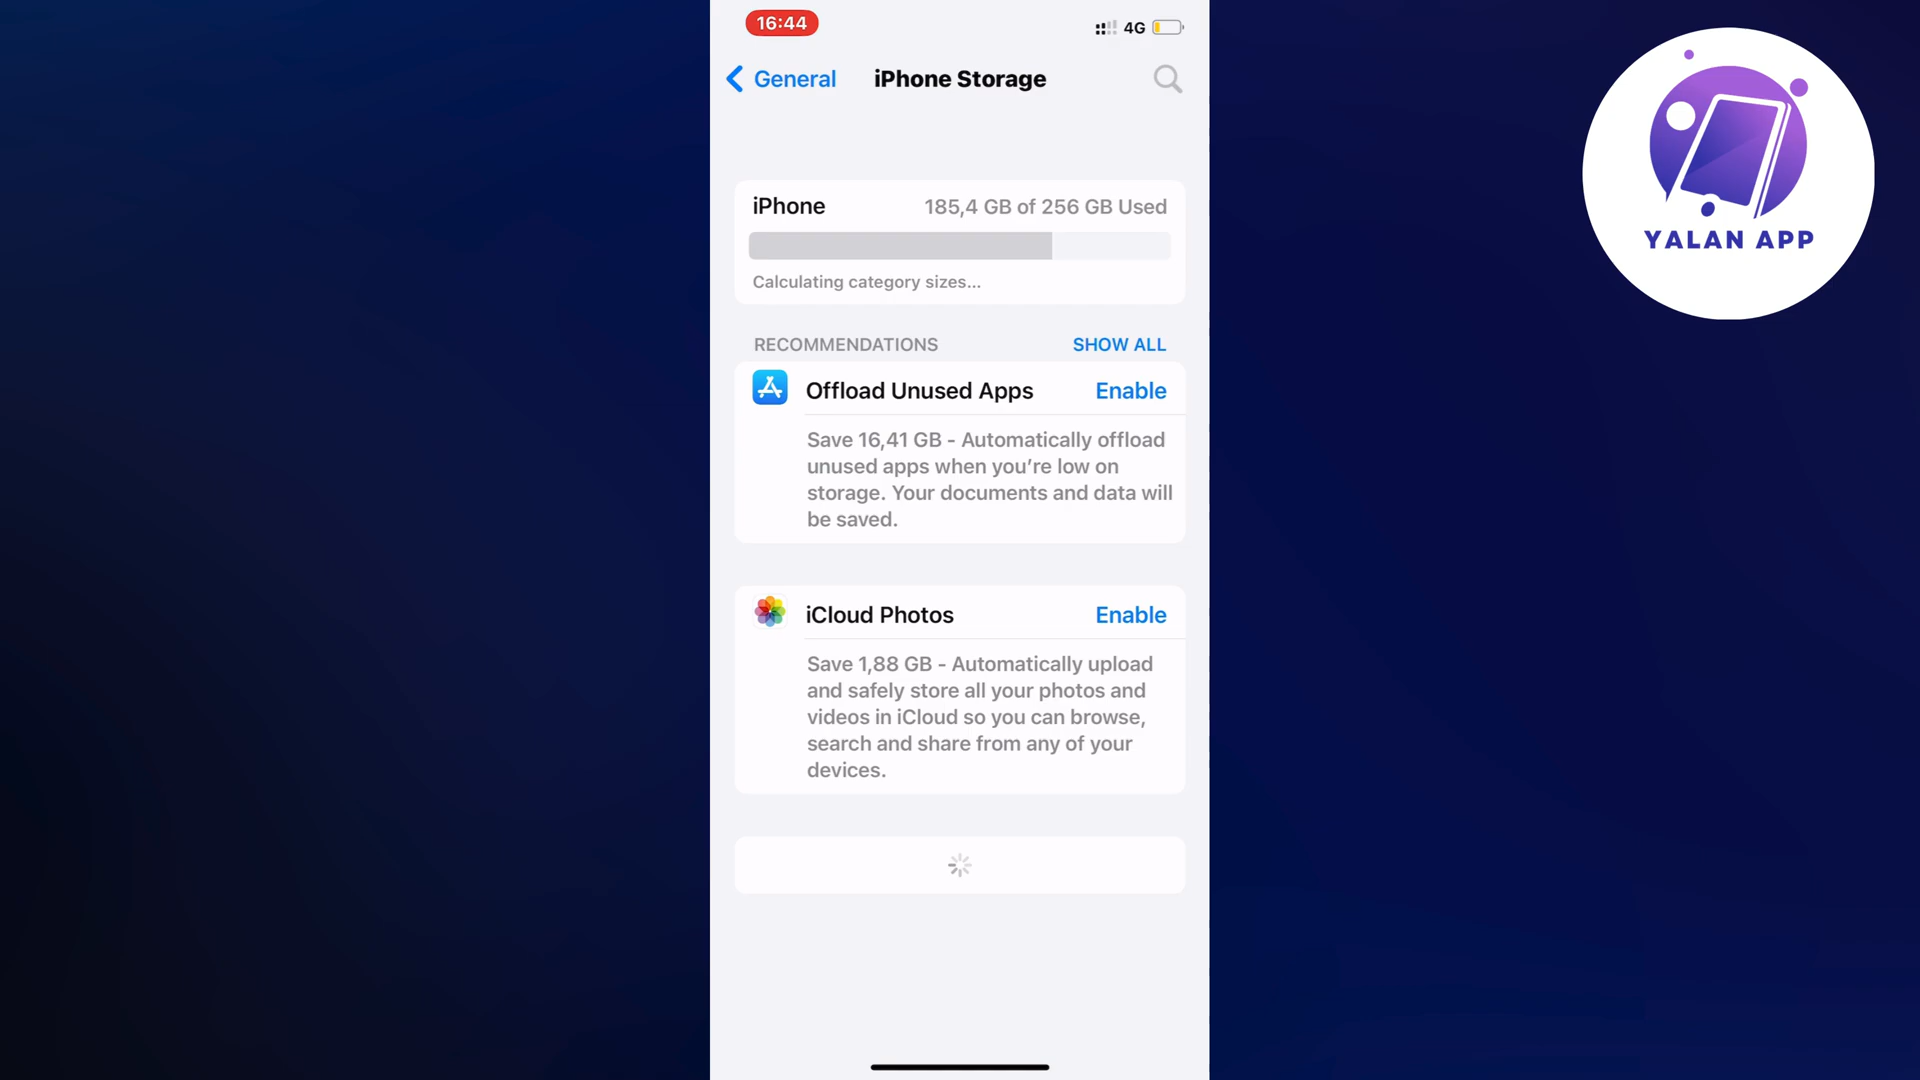 16:44
4G
General
iPhone Storage
iPhone
185,4 GB of 256 GB Used
Calculating category sizes...
RECOMMENDATIONS
SHOW ALL
Offload Unused Apps
Enable
Save 16,41 GB - Automatically offload
unused apps when you’re low on
storage. Your documents and data will
be saved.
iCloud Photos
Enable
Save 1,88 GB - Automatically upload
and safely store all your photos and
videos in iCloud so you can browse,
search and share from any of your
devices.
YALAN APP